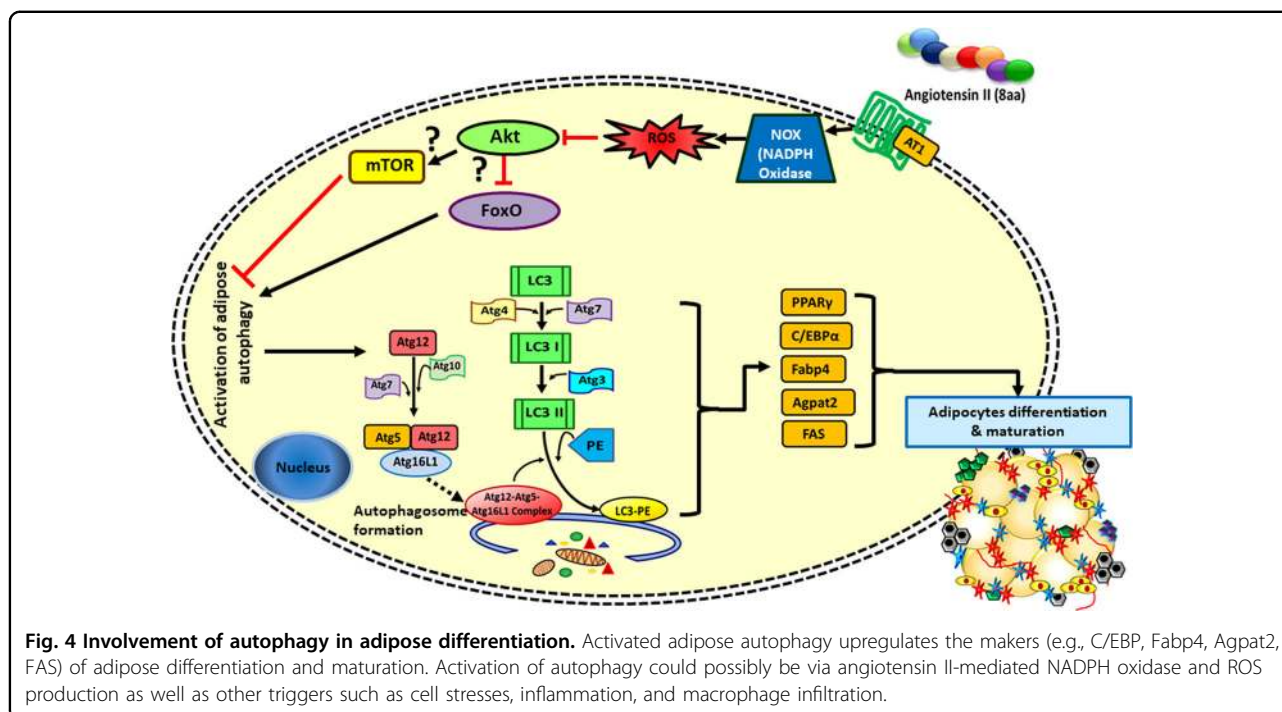 Angiotensin II (8aa)
AT1
NOX
(NADPH
Oxidase
ROS
Akt
?
?
mTOR
FoxO
Activation of adipose
autophagy
LC3
Atg4
Atg7
LC3 I
Atg3
LC3 II
PE
Atg12
Atg7
Atg10
Atg5
Atg12
Atg16L1
Nucleus
Autophagosome
formation
Atg12-Atg5-
Atg16L1 Complex
LC3-PE
PPARγ
C/EBPα
Fabp4
Agpat2
FAS
Adipocytes differentiation
& maturation
Fig. 4 Involvement of autophagy in adipose differentiation. Activated adipose autophagy upregulates the makers (e.g., C/EBP, Fabp4, Agpat2,
FAS) of adipose differentiation and maturation. Activation of autophagy could possibly be via angiotensin II-mediated NADPH oxidase and ROS
production as well as other triggers such as cell stresses, inflammation, and macrophage infiltration.